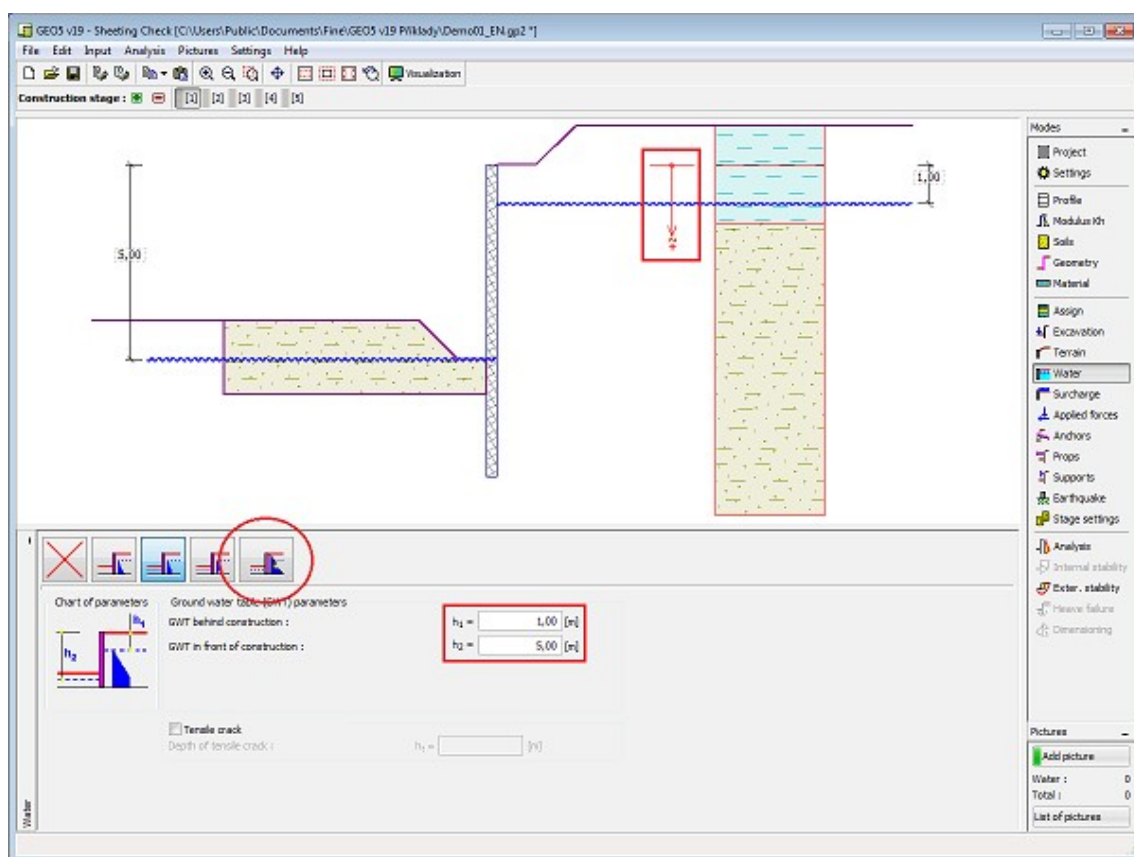 GEO5 v19 - Sheeting Check [C:\Users\Public\Documents\Fine\GEO5 v19 Příklady\Demo01_EN.gp2 *]
File Edit Input Analysis Pictures Settings Help
Visualization
Construction stage : [1] [2] [3] [4] [5]
5,00
1,00
+z
Modes
Project
Settings
Profile
Modulus Kh
Soils
Geometry
Material
Assign
Excavation
Terrain
Water
Surcharge
Applied forces
Anchors
Props
Supports
Earthquake
Stage settings
Analysis
Internal stability
Exter. stability
Heave failure
Dimensioning
Chart of parameters
h₁
h₂
Ground water table (GWT) parameters
GWT behind construction : h₁ = 1,00 [m]
GWT in front of construction : h₂ = 5,00 [m]
Tensile crack
Depth of tensile crack : hₜ = [m]
Water
Pictures
Add picture
Water : 0
Total : 0
List of pictures